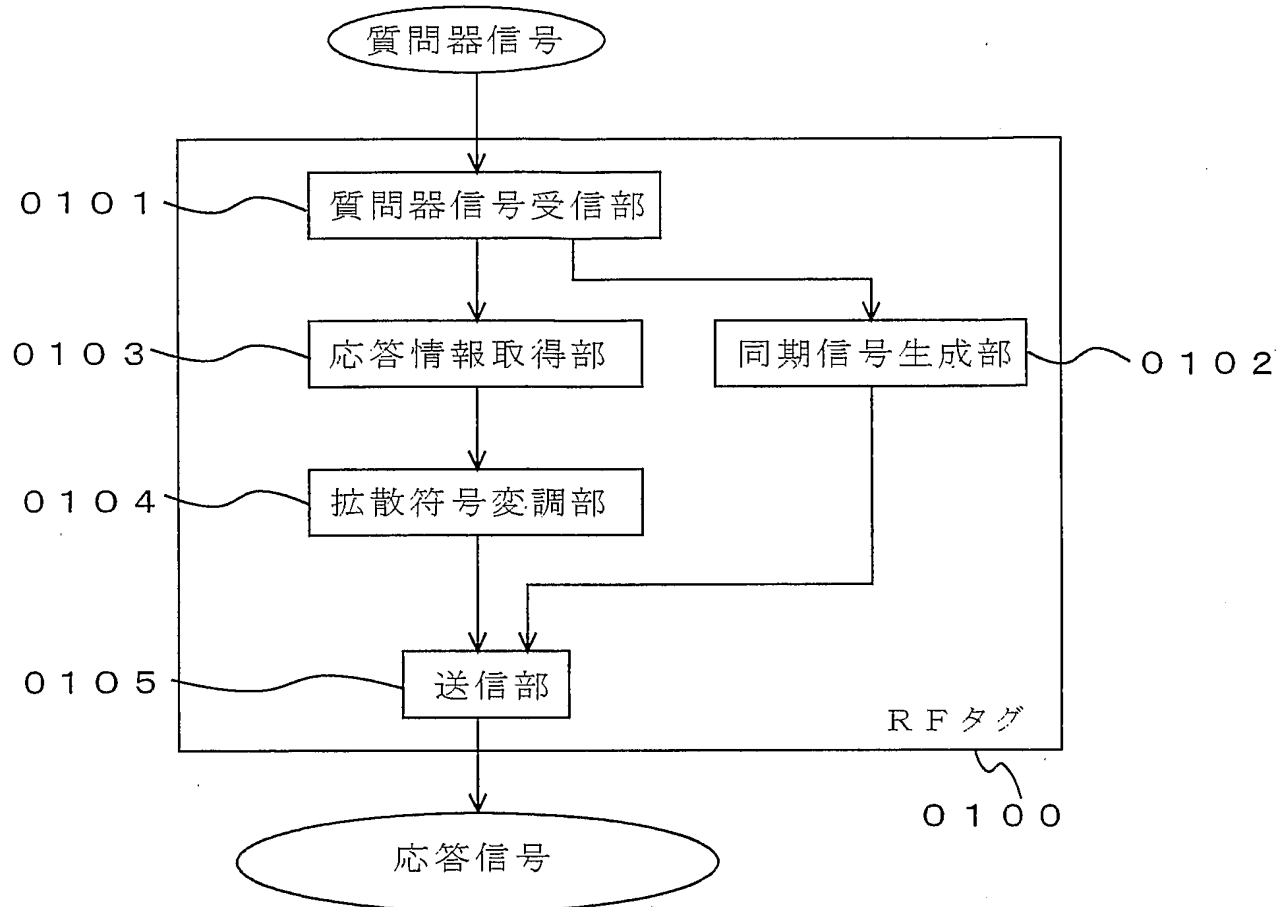 質問器信号
0101
質問器信号受信部
0103
応答情報取得部
同期信号生成部
0102
0104
拡散符号変調部
0105
送信部
RFタグ
0100
応答信号